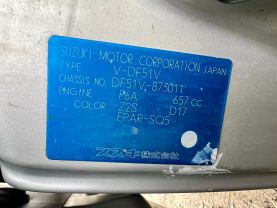 SUZUKI MOTOR CORPORATION JAPAN
TYPE V-DF51V
CHASSIS NO. DF51V-873011
ENGINE F6A 657 CC
COLOR Z2S D17
EPAR-SQ5
スズキ株式会社